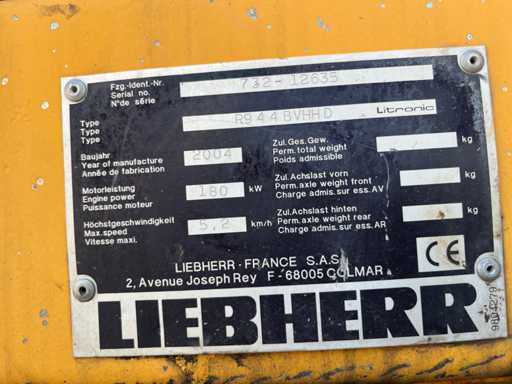 Fzg.-Ident.-Nr.
Serial no.
N°de série
732-12635
Type
Type
Type
R944BVHHD
Litronic
Baujahr
Year of manufacture
Année de fabrication
2004
Zul.Ges.Gew.
Perm.total weight
Poids admissible
kg
Motorleistung
Engine power
Puissance moteur
180 kW
Zul.Achslast vorn
Perm.axle weight front
Charge admis.sur ess.AV
kg
Höchstgeschwindigkeit
Max.speed
Vitesse maxi.
5,2 km/h
Zul.Achslast hinten
Perm.axle weight rear
Charge admis.sur ess.AR
kg
LIEBHERR-FRANCE S.A.S.
2, Avenue Joseph Rey F-68005 COLMAR
CE
LIEBHERR